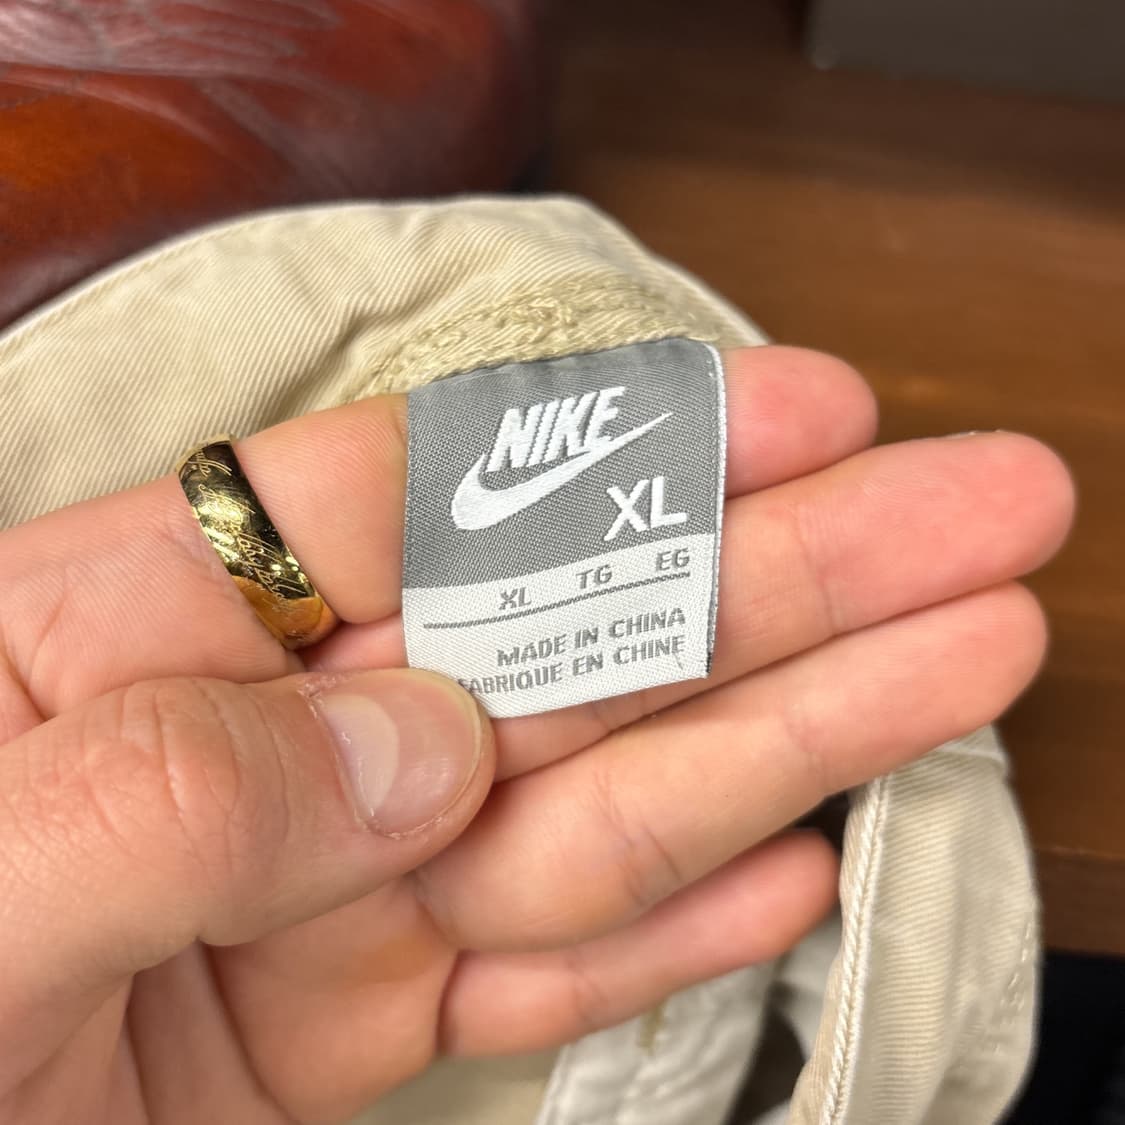 NIKE
XL
XL TG EG
MADE IN CHINA
FABRIQUE EN CHINE